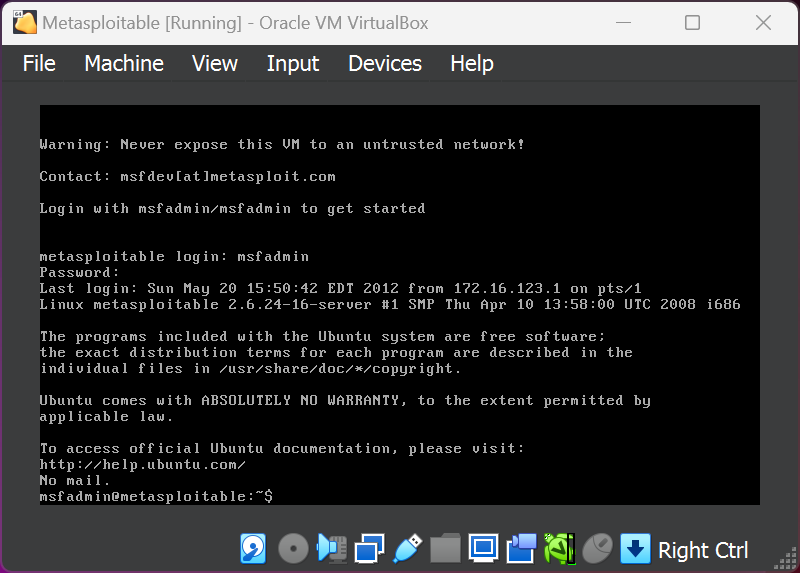 Metasploitable [Running] - Oracle VM VirtualBox
File Machine View Input Devices Help
Warning: Never expose this VM to an untrusted network!
Contact: msfdev[at]metasploit.com
Login with msfadmin/msfadmin to get started
metasploitable login: msfadmin
Password:
Last login: Sun May 20 15:50:42 EDT 2012 from 172.16.123.1 on pts/1
Linux metasploitable 2.6.24-16-server #1 SMP Thu Apr 10 13:58:00 UTC 2008 i686
The programs included with the Ubuntu system are free software;
the exact distribution terms for each program are described in the
individual files in /usr/share/doc/*/copyright.
Ubuntu comes with ABSOLUTELY NO WARRANTY, to the extent permitted by
applicable law.
To access official Ubuntu documentation, please visit:
http://help.ubuntu.com/
No mail.
msfadmin@metasploitable:~$
Right Ctrl